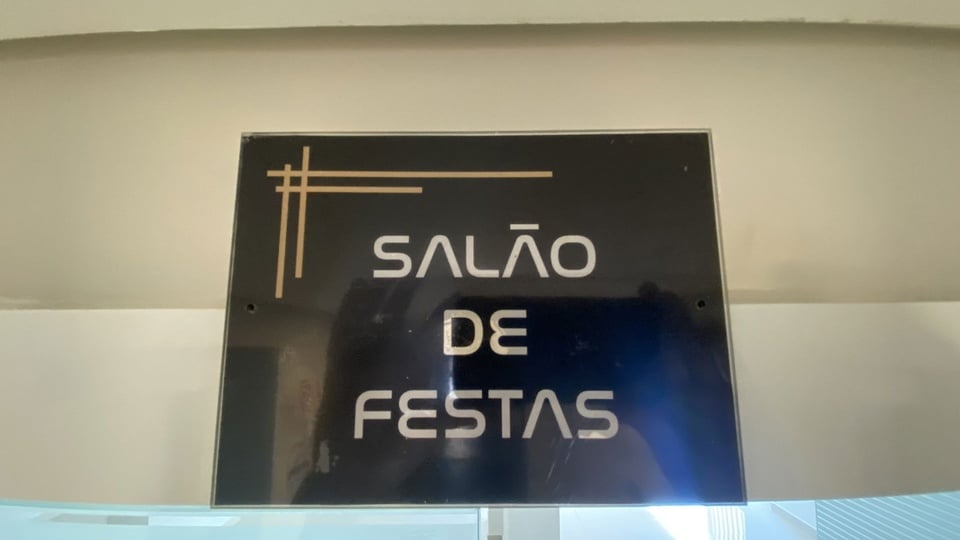 SALÃO
DE
FESTAS